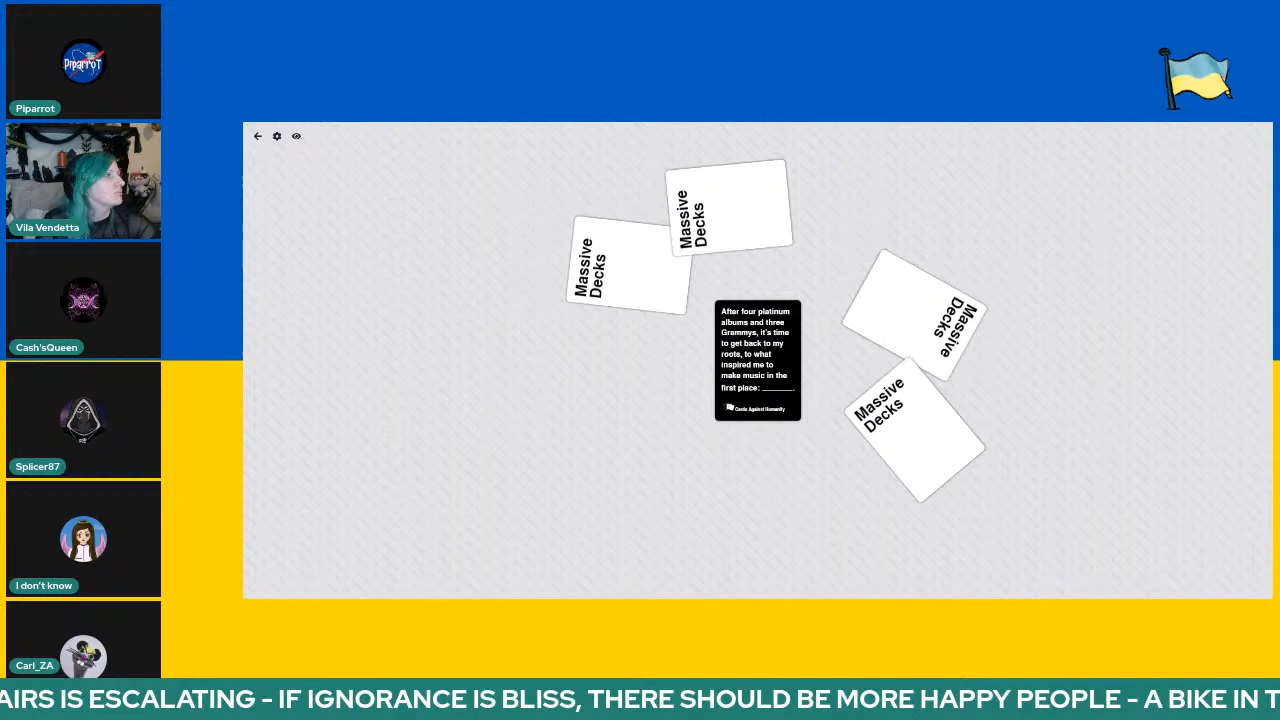 PiparroT
Piparrot
Vila Vendetta
Cash'sQueen
Splicer87
I don't know
Carl_ZA
Massive
Decks
Massive
Decks
Massive
Decks
Massive
Decks
After four platinum
albums and three
Grammys, it's time
to get back to my
roots, to what
inspired me to
make music in the
first place: _______.
Cards Against Humanity
AIRS IS ESCALATING - IF IGNORANCE IS BLISS, THERE SHOULD BE MORE HAPPY PEOPLE - A BIKE IN T